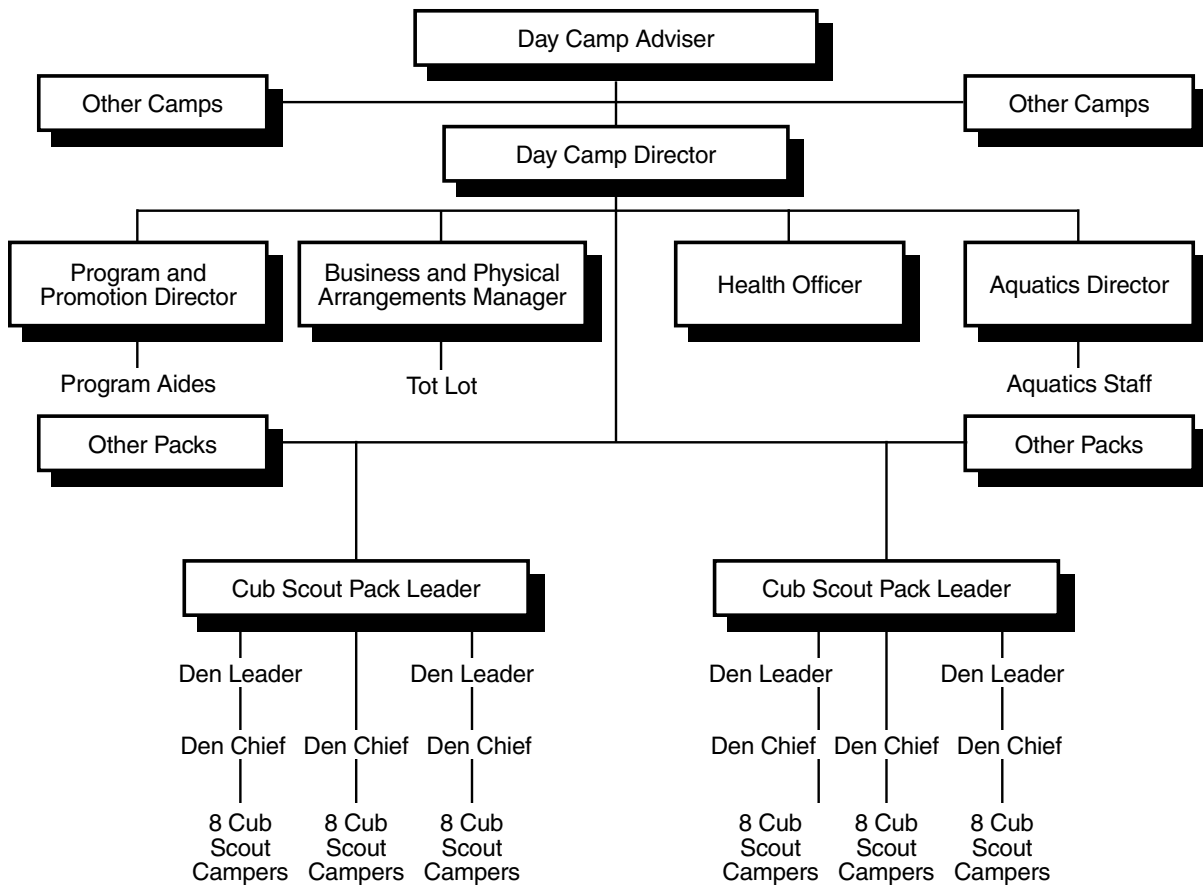 Day Camp Adviser
Other Camps
Other Camps
Day Camp Director
Program and
Promotion Director
Business and Physical
Arrangements Manager
Health Officer
Aquatics Director
Program Aides
Tot Lot
Aquatics Staff
Other Packs
Other Packs
Cub Scout Pack Leader
Cub Scout Pack Leader
Den Leader
Den Leader
Den Leader
Den Leader
Den Chief
Den Chief
Den Chief
Den Chief
Den Chief
Den Chief
8 Cub
Scout
Campers
8 Cub
Scout
Campers
8 Cub
Scout
Campers
8 Cub
Scout
Campers
8 Cub
Scout
Campers
8 Cub
Scout
Campers